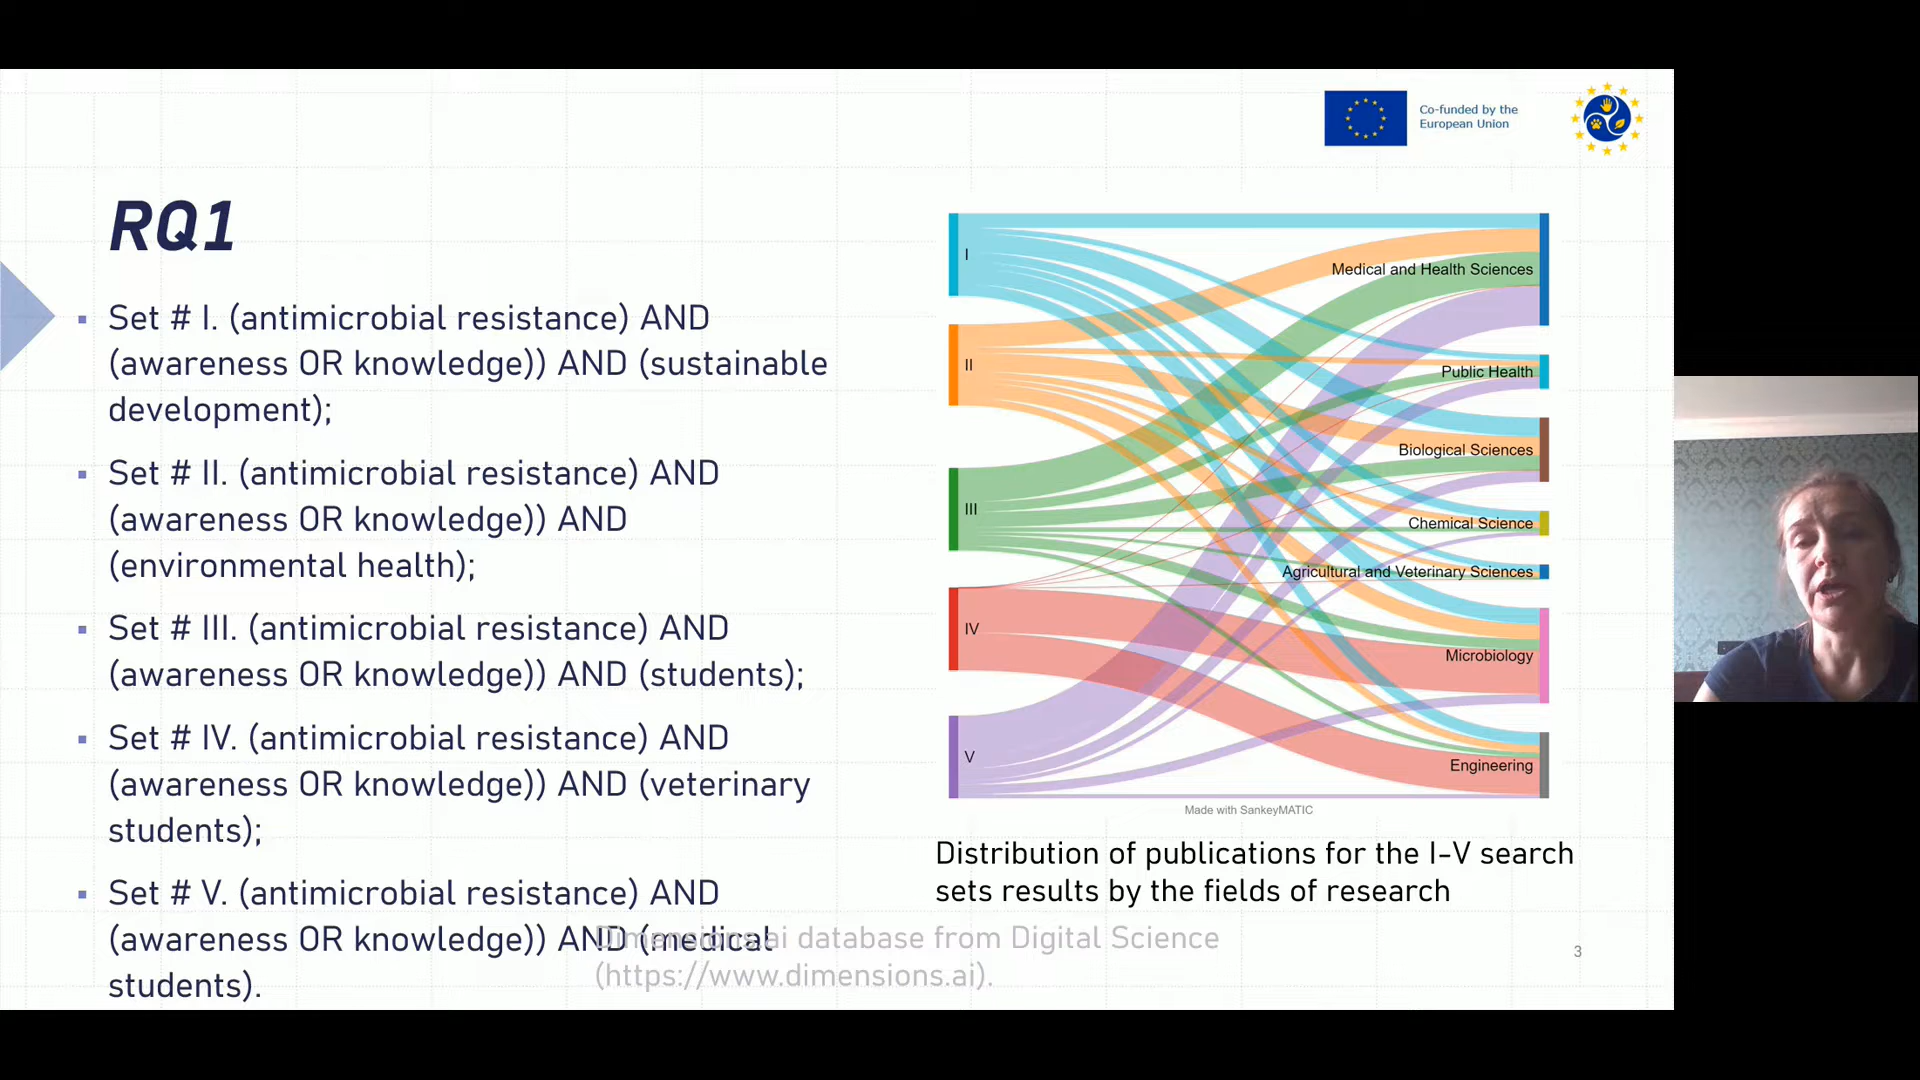 Co-funded by the
European Union
RQ1
Set # I. (antimicrobial resistance) AND
(awareness OR knowledge)) AND (sustainable
development);
Set # II. (antimicrobial resistance) AND
(awareness OR knowledge)) AND
(environmental health);
Set # III. (antimicrobial resistance) AND
(awareness OR knowledge)) AND (students);
Set # IV. (antimicrobial resistance) AND
(awareness OR knowledge)) AND (veterinary
students);
Set # V. (antimicrobial resistance) AND
(awareness OR knowledge)) AND (medical
students).
I
II
III
IV
V
Medical and Health Sciences
Public Health
Biological Sciences
Chemical Science
Agricultural and Veterinary Sciences
Microbiology
Engineering
Made with SankeyMATIC
Distribution of publications for the I-V search
sets results by the fields of research
Dimensions.ai database from Digital Science
(https://www.dimensions.ai).
3